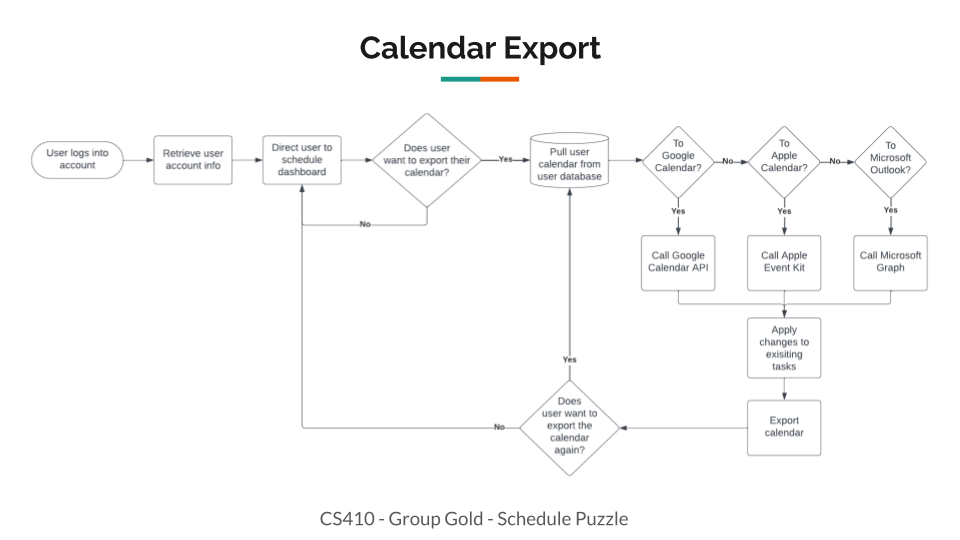 Calendar Export
User logs into
account
Retrieve user
account info
Direct user to
schedule
dashboard
Does user
want to export their
calendar?
Yes
No
Pull user
calendar from
user database
To
Google
Calendar?
No
To
Apple
Calendar?
No
To
Microsoft
Outlook?
Yes
Yes
Yes
Call Google
Calendar API
Call Apple
Event Kit
Call Microsoft
Graph
Apply
changes to
exisiting
tasks
Export
calendar
Does
user want to
export the
calendar
again?
Yes
No
CS410 - Group Gold - Schedule Puzzle